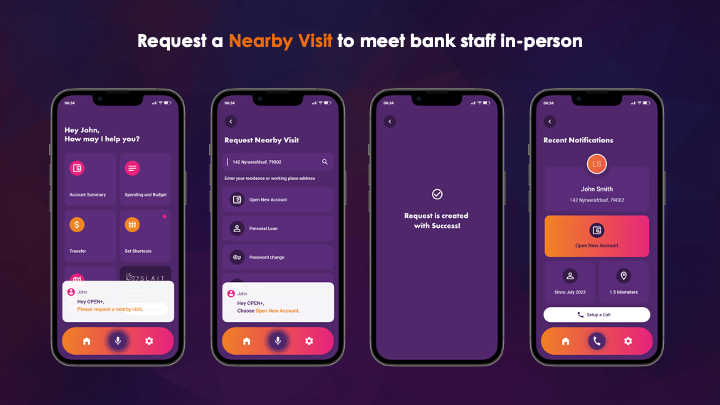 Request a Nearby Visit to meet bank staff in-person
06:34
Hey John,
How may I help you?
Account Summary
Spending and Budget
Transfer
Set Shortcuts
John
Hey OPEN+,
Please request a nearby visit.
06:34
Request Nearby Visit
142 Nyraerafdsaf, 79002
Enter your residence or working place address
Open New Account
Personal Loan
Password change
John
Hey OPEN+,
Choose Open New Account.
06:34
Request is created
with Success!
06:34
Recent Notifications
LS
John Smith
142 Nyraerafdsaf, 79002
Open New Account
Since July 2022
1.5 kilometers
Setup a Call